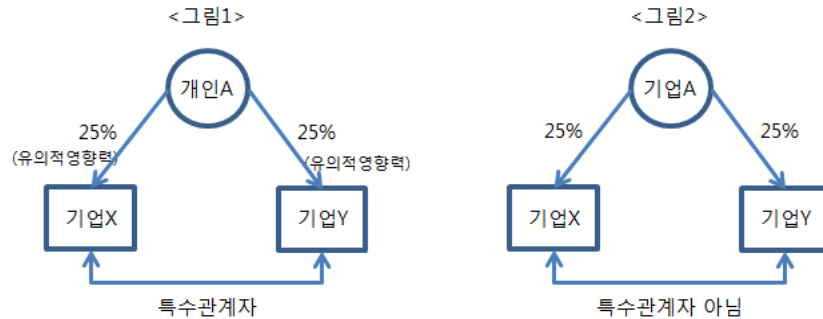 <그림1>
개인A
25%
(유의적영향력)
25%
(유의적영향력)
기업X
기업Y
특수관계자
<그림2>
기업A
25%
25%
기업X
기업Y
특수관계자 아님